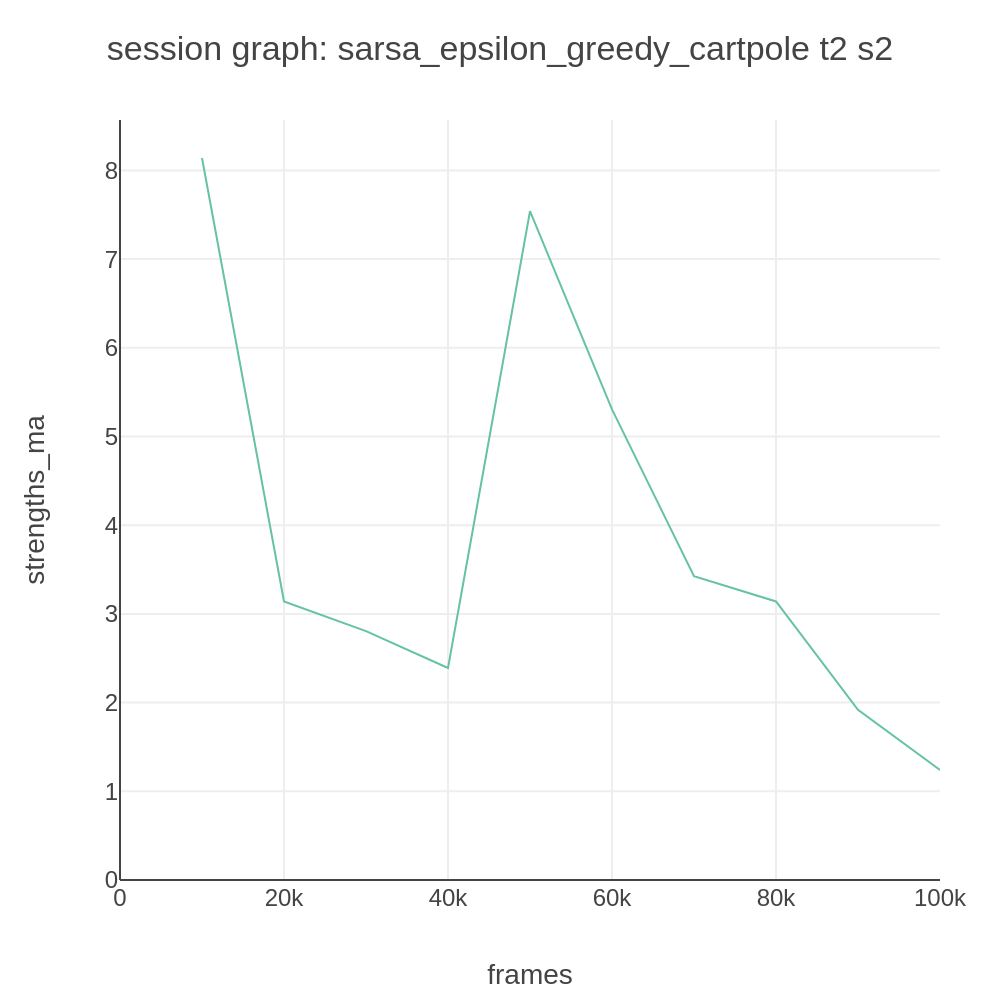 session graph: sarsa_epsilon_greedy_cartpole t2 s2
strengths_ma
8
7
6
5
4
3
2
1
0
0 20k 40k 60k 80k 100k
frames